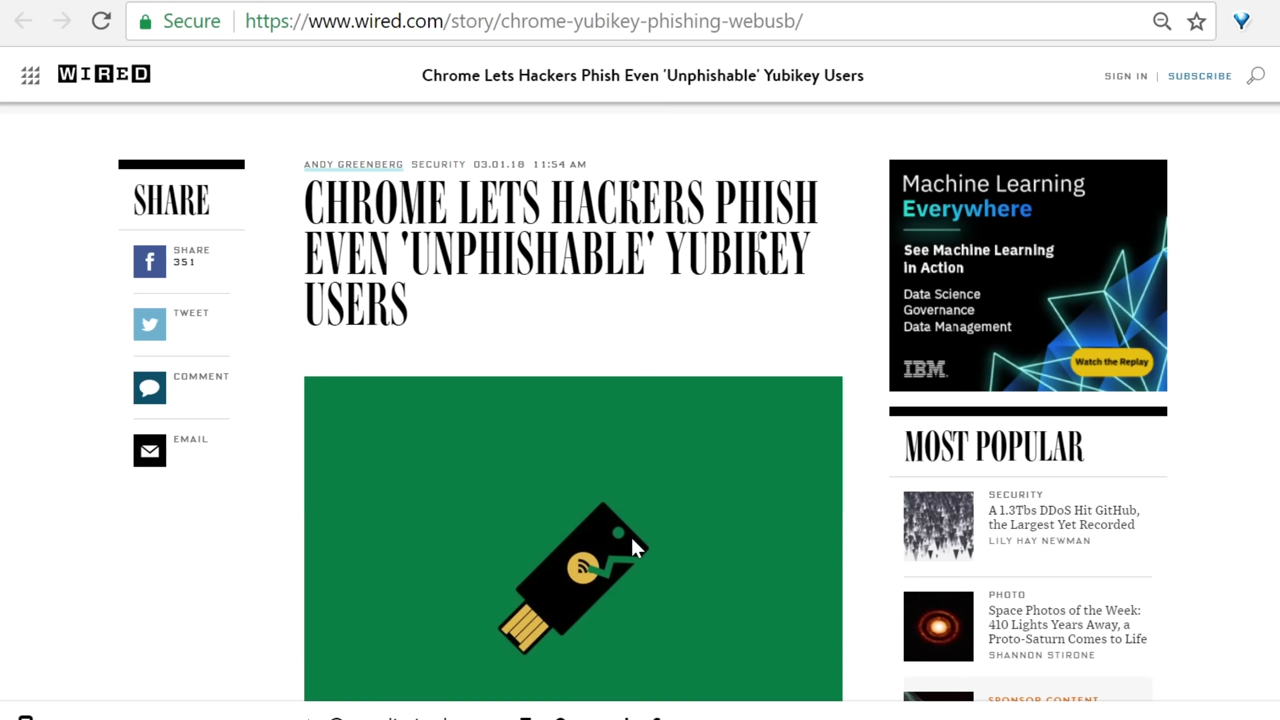 Secure
https://www.wired.com/story/chrome-yubikey-phishing-webusb/
WIRED
Chrome Lets Hackers Phish Even 'Unphishable' Yubikey Users
SIGN IN | SUBSCRIBE
SHARE
SHARE
351
TWEET
COMMENT
EMAIL
ANDY GREENBERG SECURITY 03.01.18 11:54 AM
CHROME LETS HACKERS PHISH
EVEN 'UNPHISHABLE' YUBIKEY
USERS
Machine Learning
Everywhere
See Machine Learning
in Action
Data Science
Governance
Data Management
IBM
Watch the Replay
MOST POPULAR
SECURITY
A 1.3Tbs DDoS Hit GitHub,
the Largest Yet Recorded
LILY HAY NEWMAN
PHOTO
Space Photos of the Week:
410 Lights Years Away, a
Proto-Saturn Comes to Life
SHANNON STIRONE
SPONSOR CONTENT